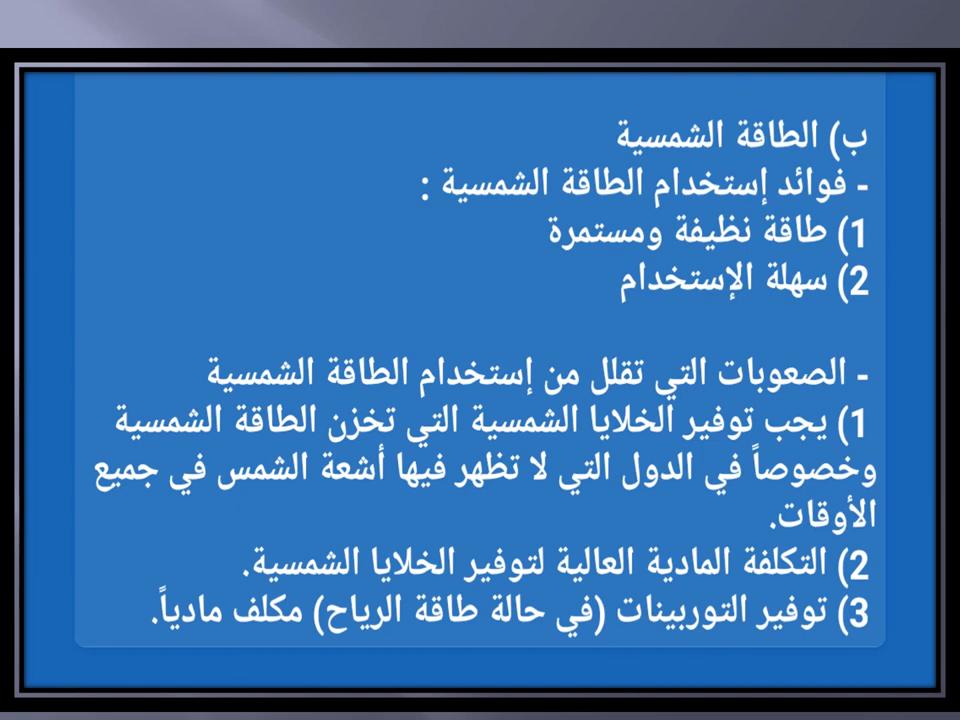 ب) الطاقة الشمسية
- فوائد إستخدام الطاقة الشمسية :
1) طاقة نظيفة ومستمرة
2) سهلة الإستخدام
- الصعوبات التي تقلل من إستخدام الطاقة الشمسية
1) يجب توفير الخلايا الشمسية التي تخزن الطاقة الشمسية
وخصوصاً في الدول التي لا تظهر فيها أشعة الشمس في جميع
الأوقات.
2) التكلفة المادية العالية لتوفير الخلايا الشمسية.
3) توفير التوربينات (في حالة طاقة الرياح) مكلف مادياً.